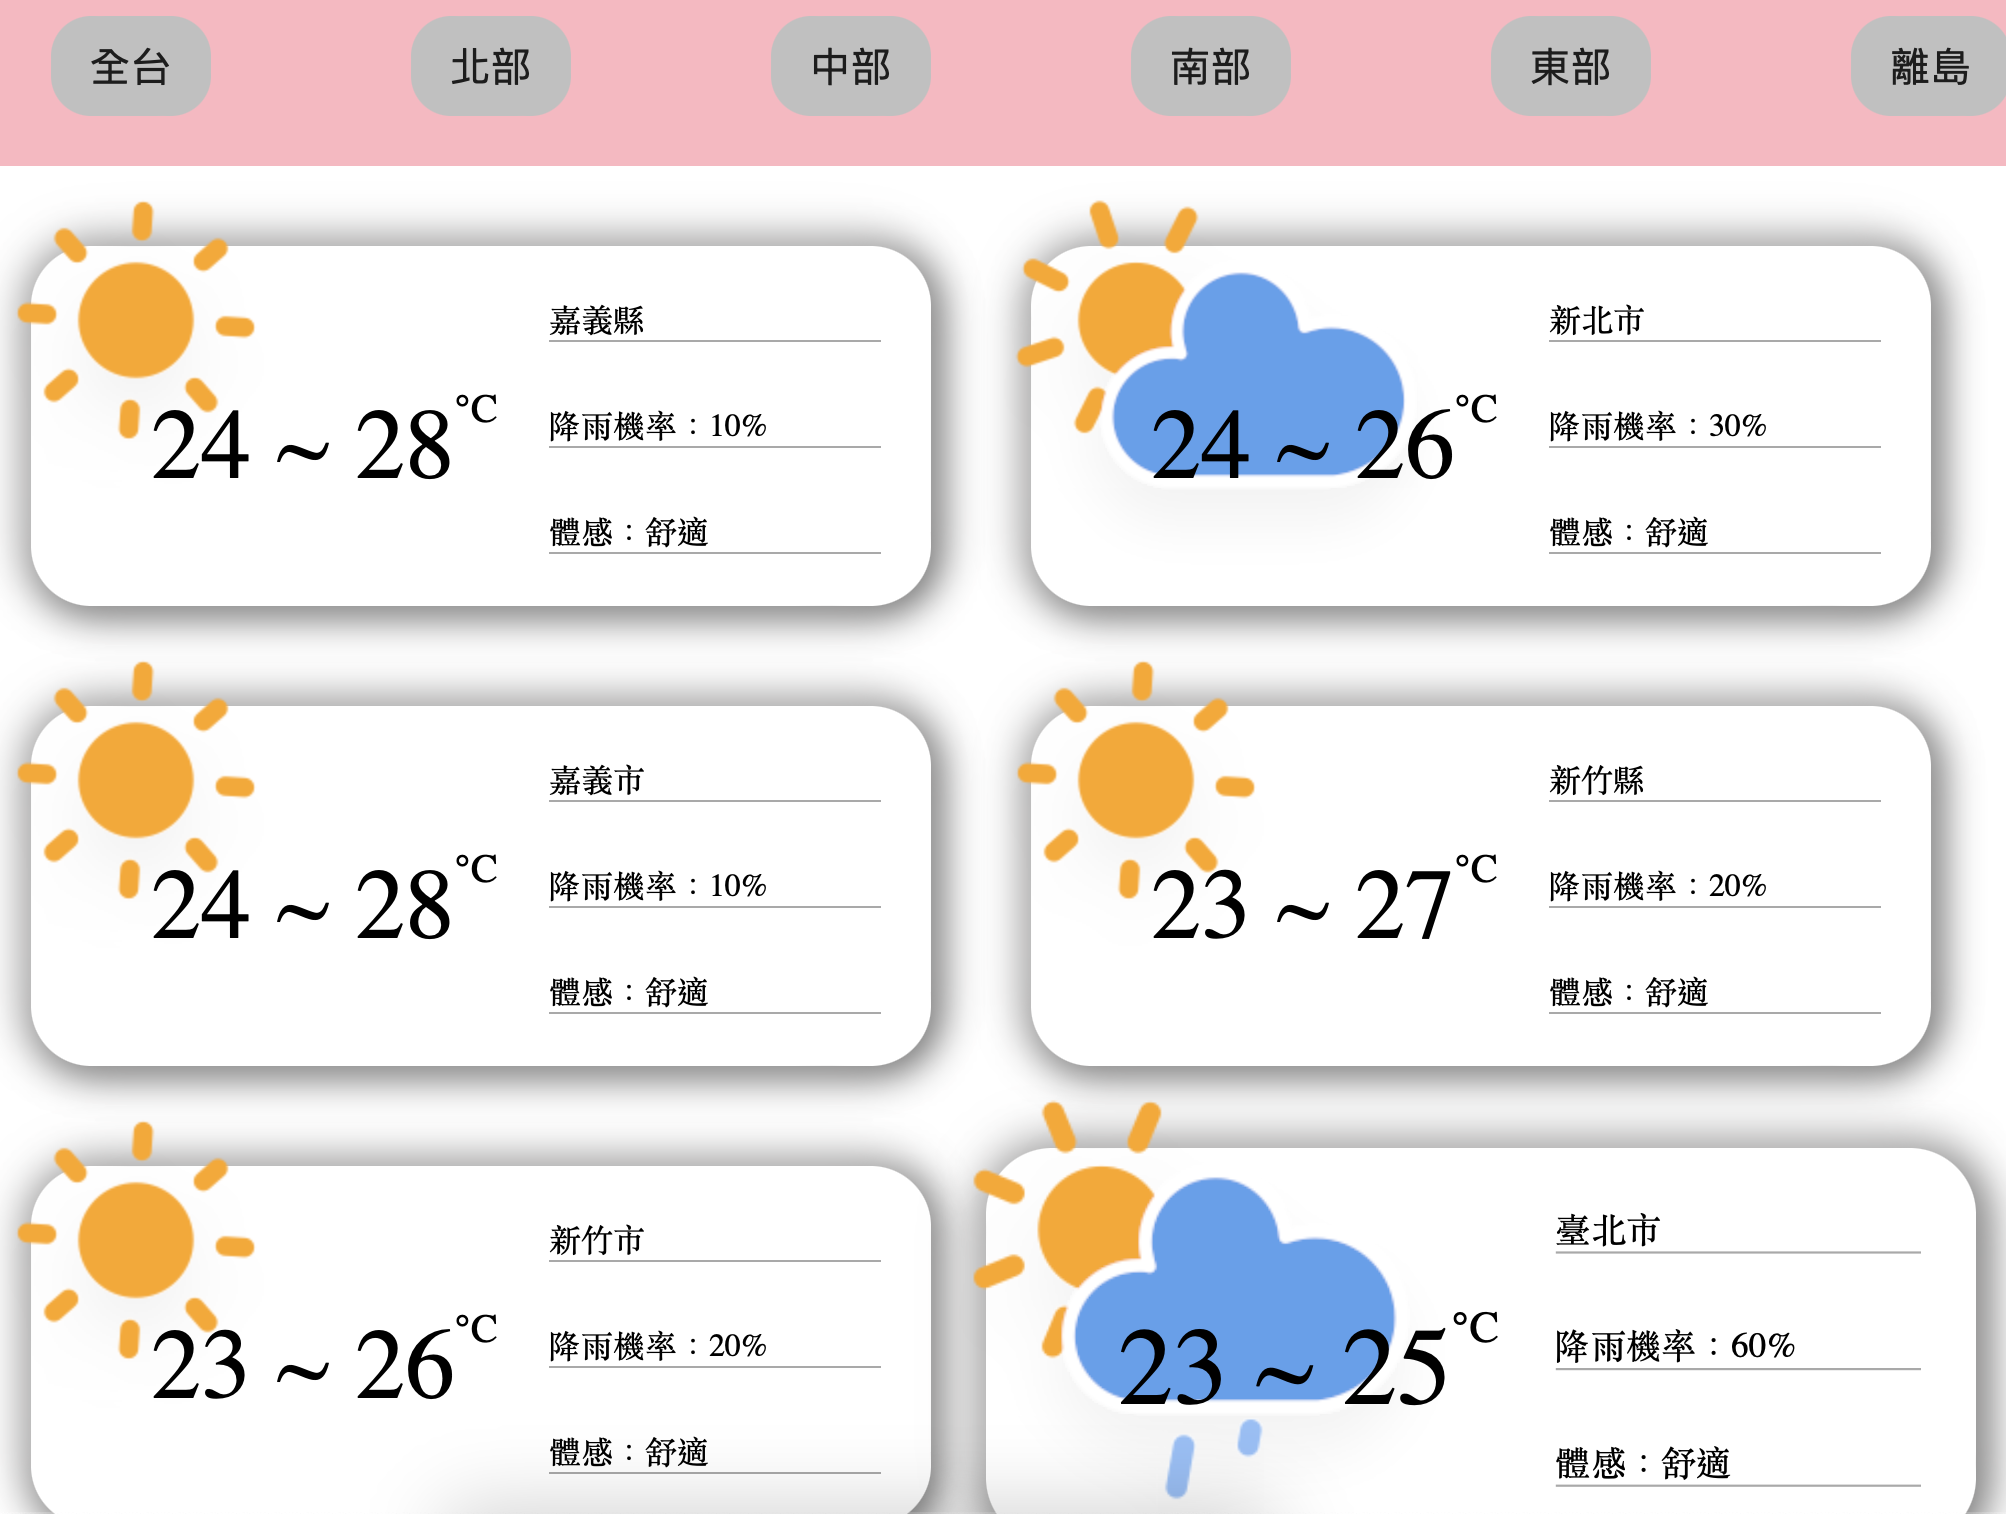 全台
北部
中部
南部
東部
離島
24 ~ 28 °C
嘉義縣
降雨機率：10%
體感：舒適
24 ~ 26 °C
新北市
降雨機率：30%
體感：舒適
24 ~ 28 °C
嘉義市
降雨機率：10%
體感：舒適
23 ~ 27 °C
新竹縣
降雨機率：20%
體感：舒適
23 ~ 26 °C
新竹市
降雨機率：20%
體感：舒適
23 ~ 25 °C
臺北市
降雨機率：60%
體感：舒適